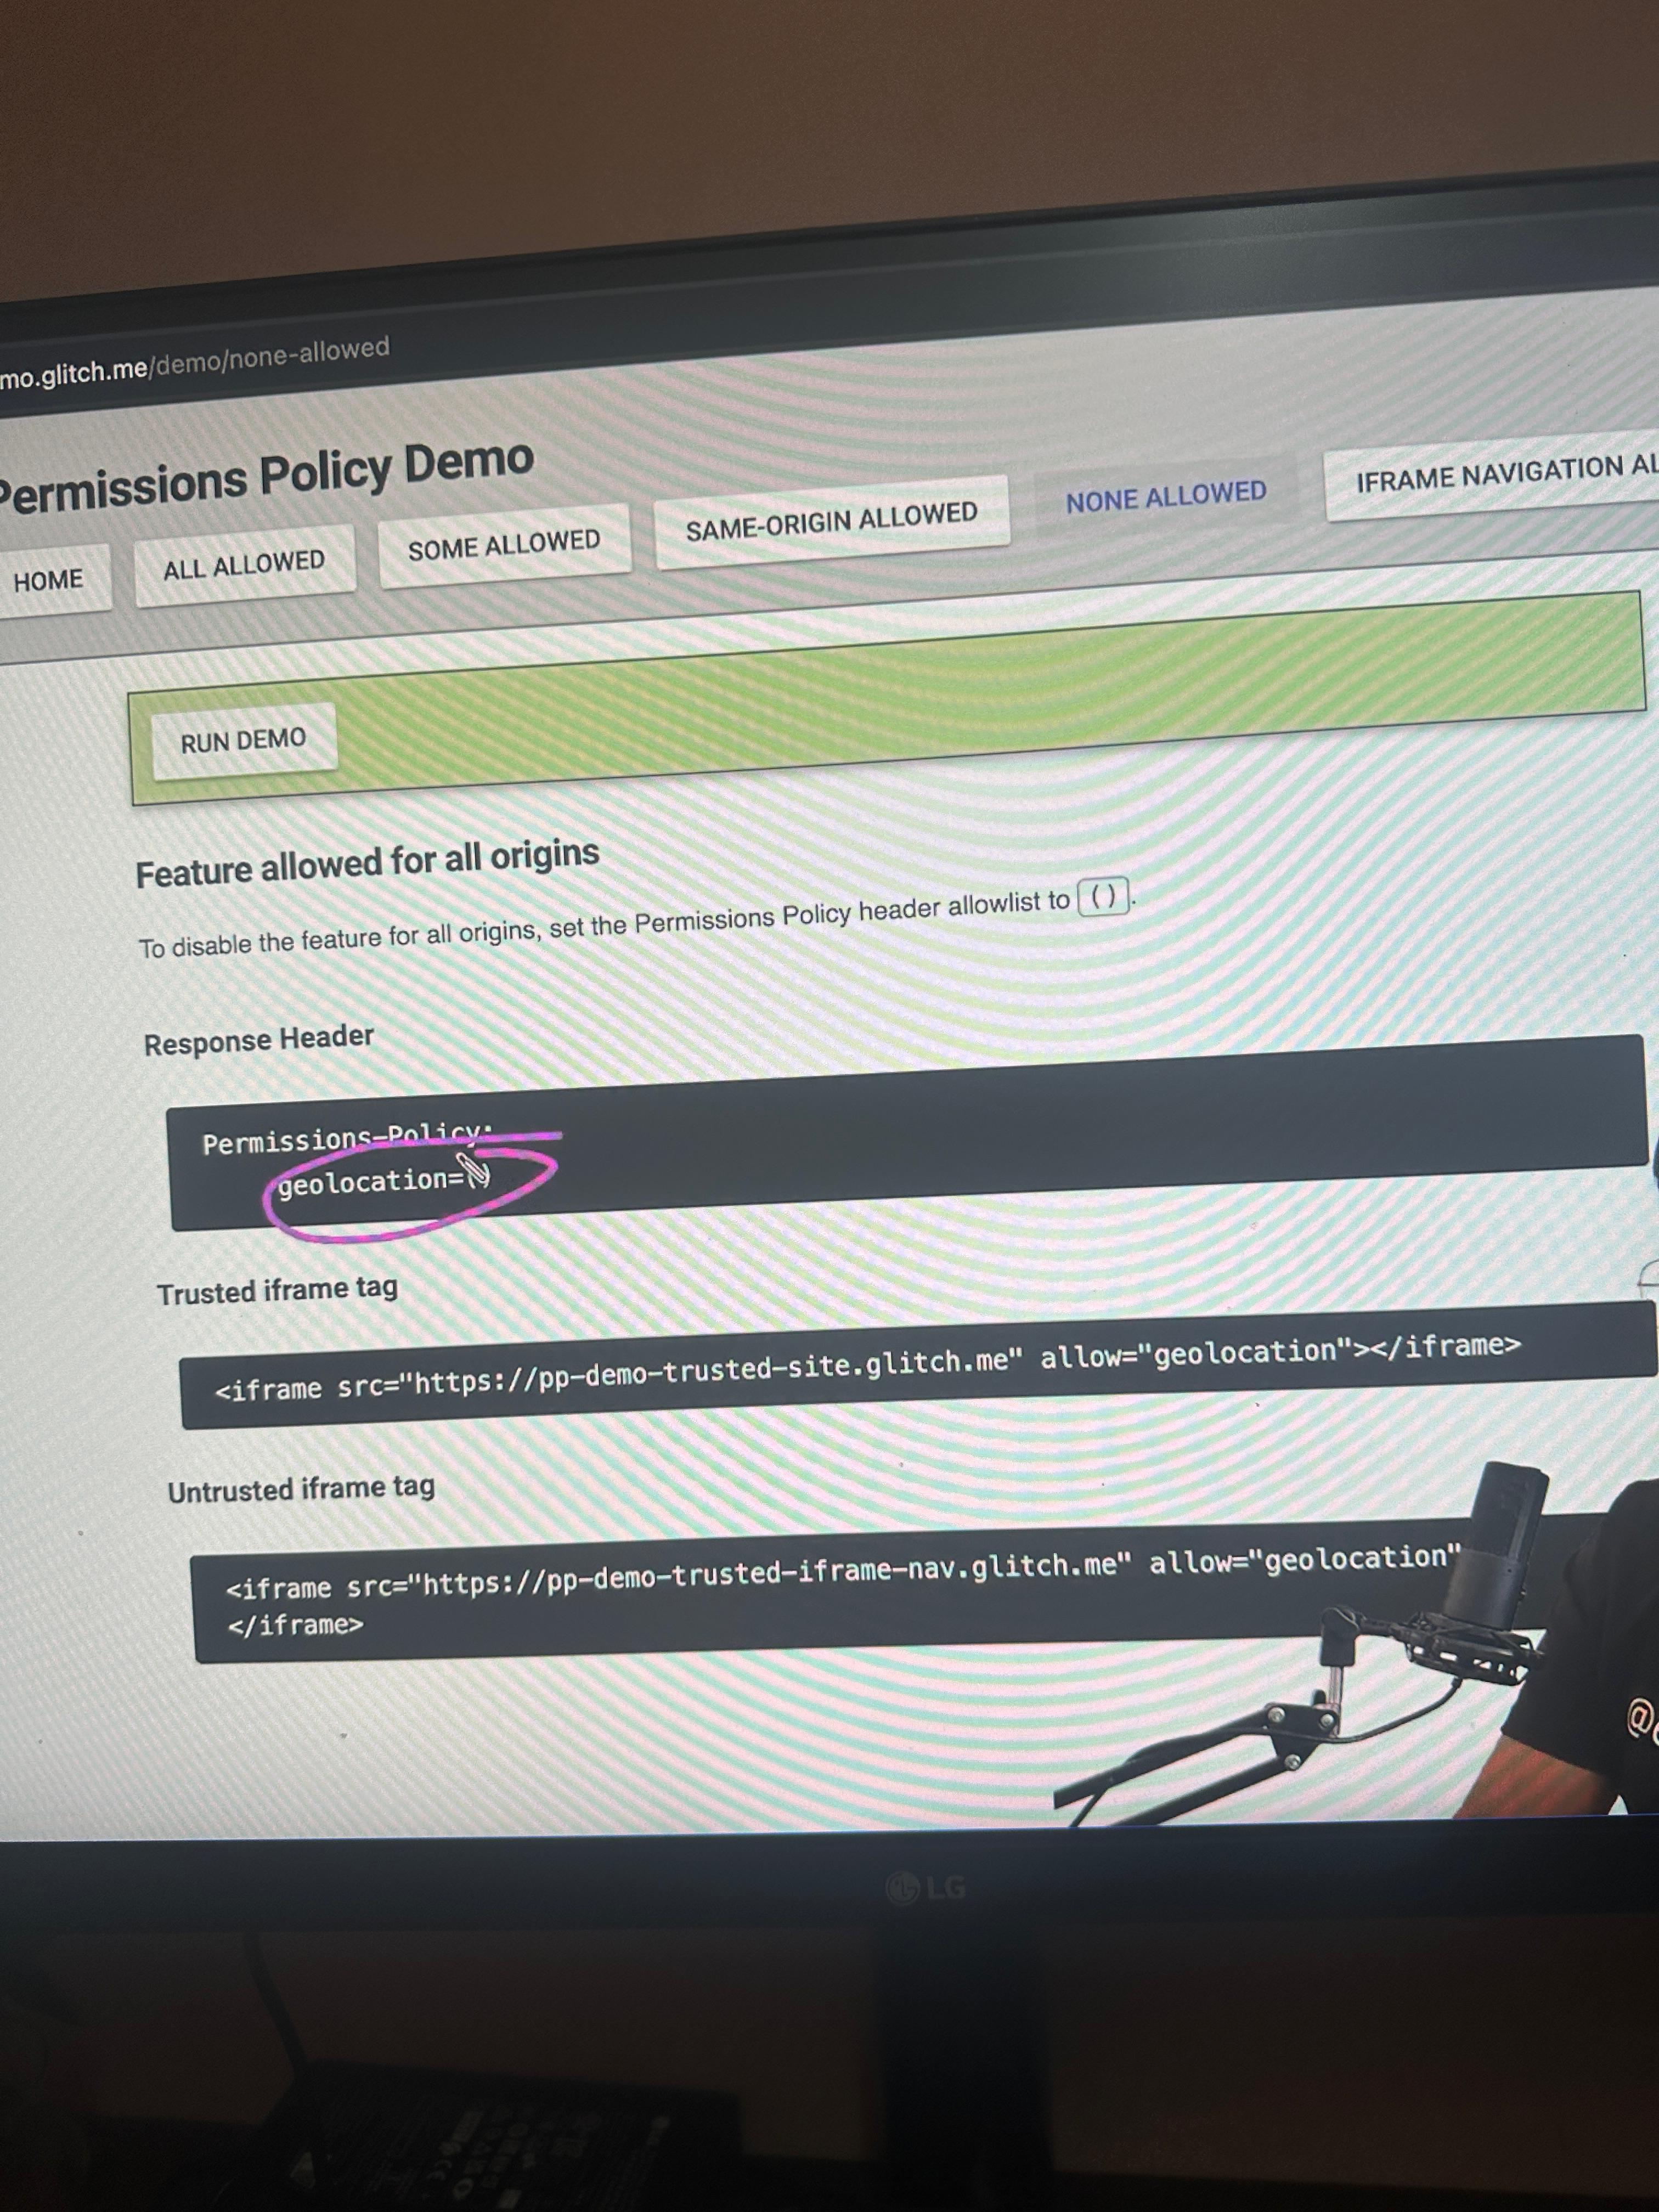 mo.glitch.me/demo/none-allowed
Permissions Policy Demo
HOME
ALL ALLOWED
SOME ALLOWED
SAME-ORIGIN ALLOWED
NONE ALLOWED
IFRAME NAVIGATION AL
RUN DEMO
Feature allowed for all origins
To disable the feature for all origins, set the Permissions Policy header allowlist to ().
Response Header
Permissions-Policy:
geolocation=()
Trusted iframe tag
<iframe src="https://pp-demo-trusted-site.glitch.me" allow="geolocation"></iframe>
Untrusted iframe tag
<iframe src="https://pp-demo-trusted-iframe-nav.glitch.me" allow="geolocation"
</iframe>
@
LG